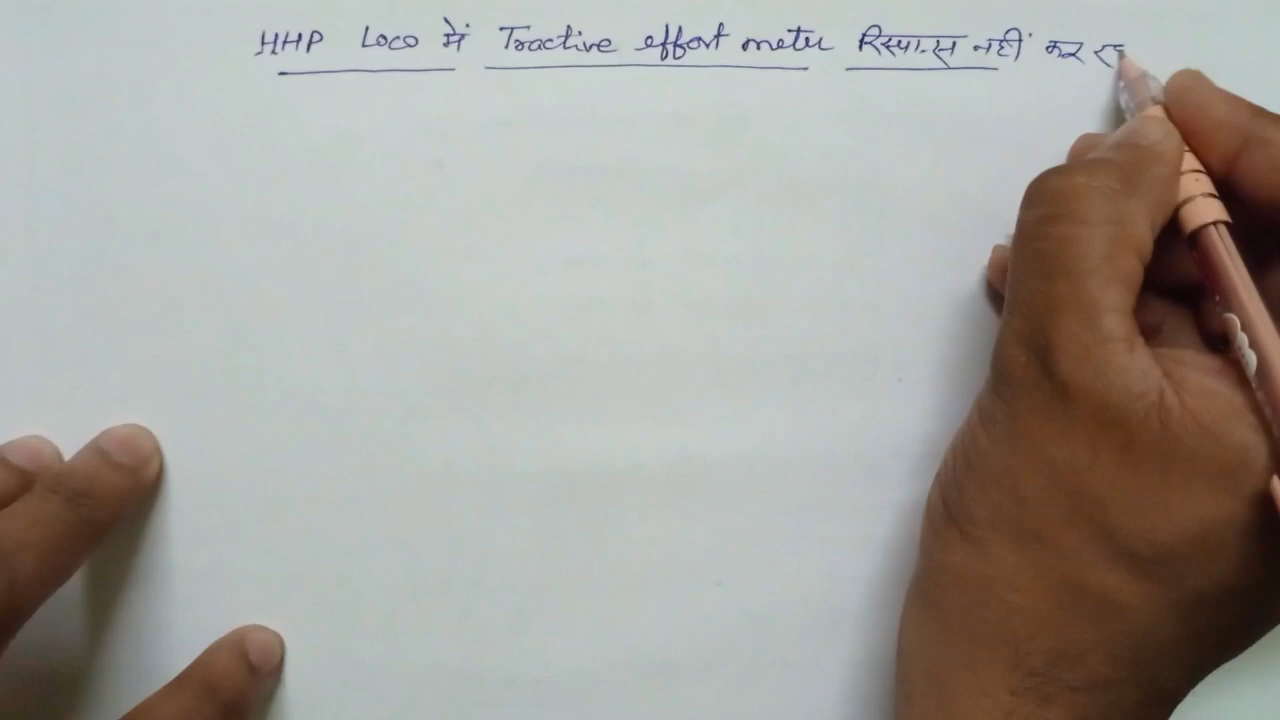 HHP Loco में Tractive effort meter रिस्पान्स नहीं कर